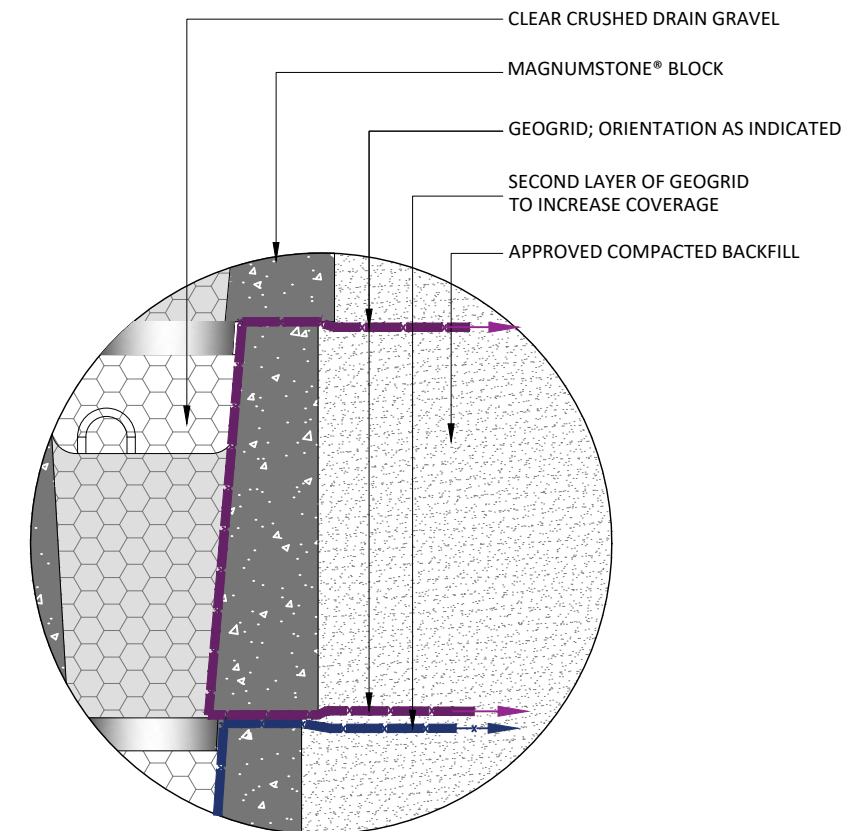 CLEAR CRUSHED DRAIN GRAVEL
MAGNUMSTONE® BLOCK
GEOGRID; ORIENTATION AS INDICATED
SECOND LAYER OF GEOGRID
TO INCREASE COVERAGE
APPROVED COMPACTED BACKFILL